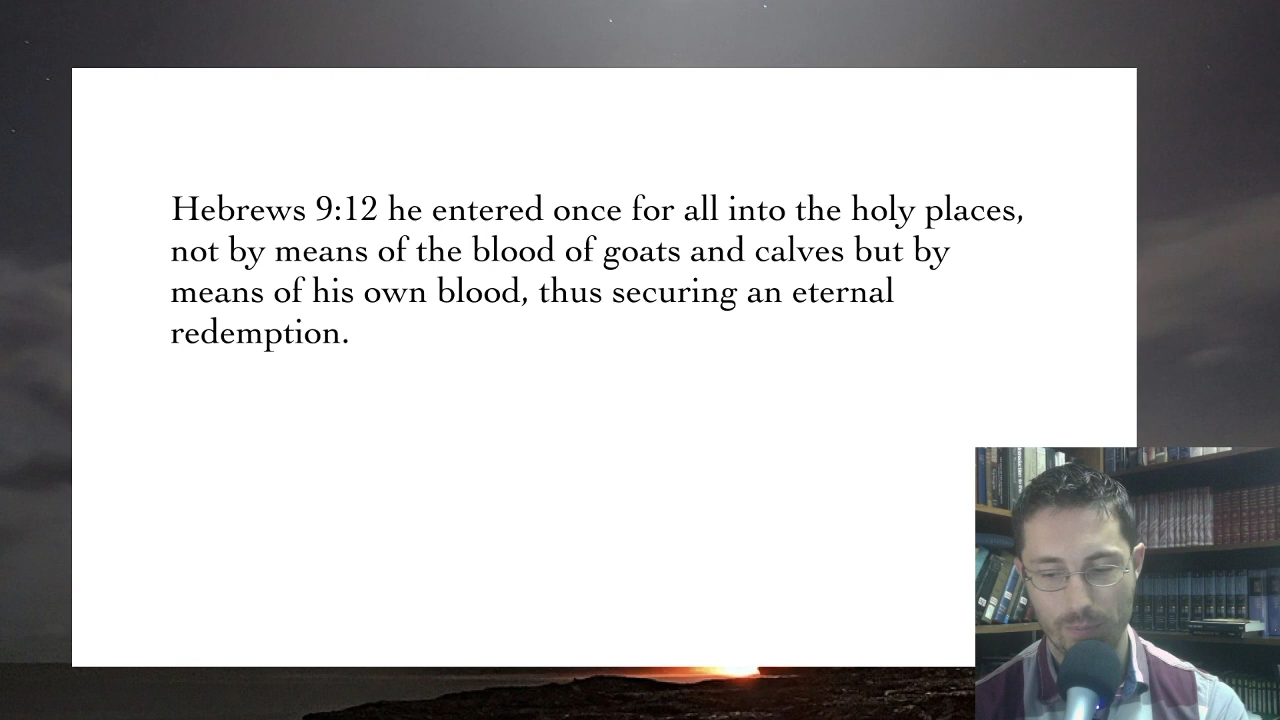 Hebrews 9:12 he entered once for all into the holy places,
not by means of the blood of goats and calves but by
means of his own blood, thus securing an eternal
redemption.